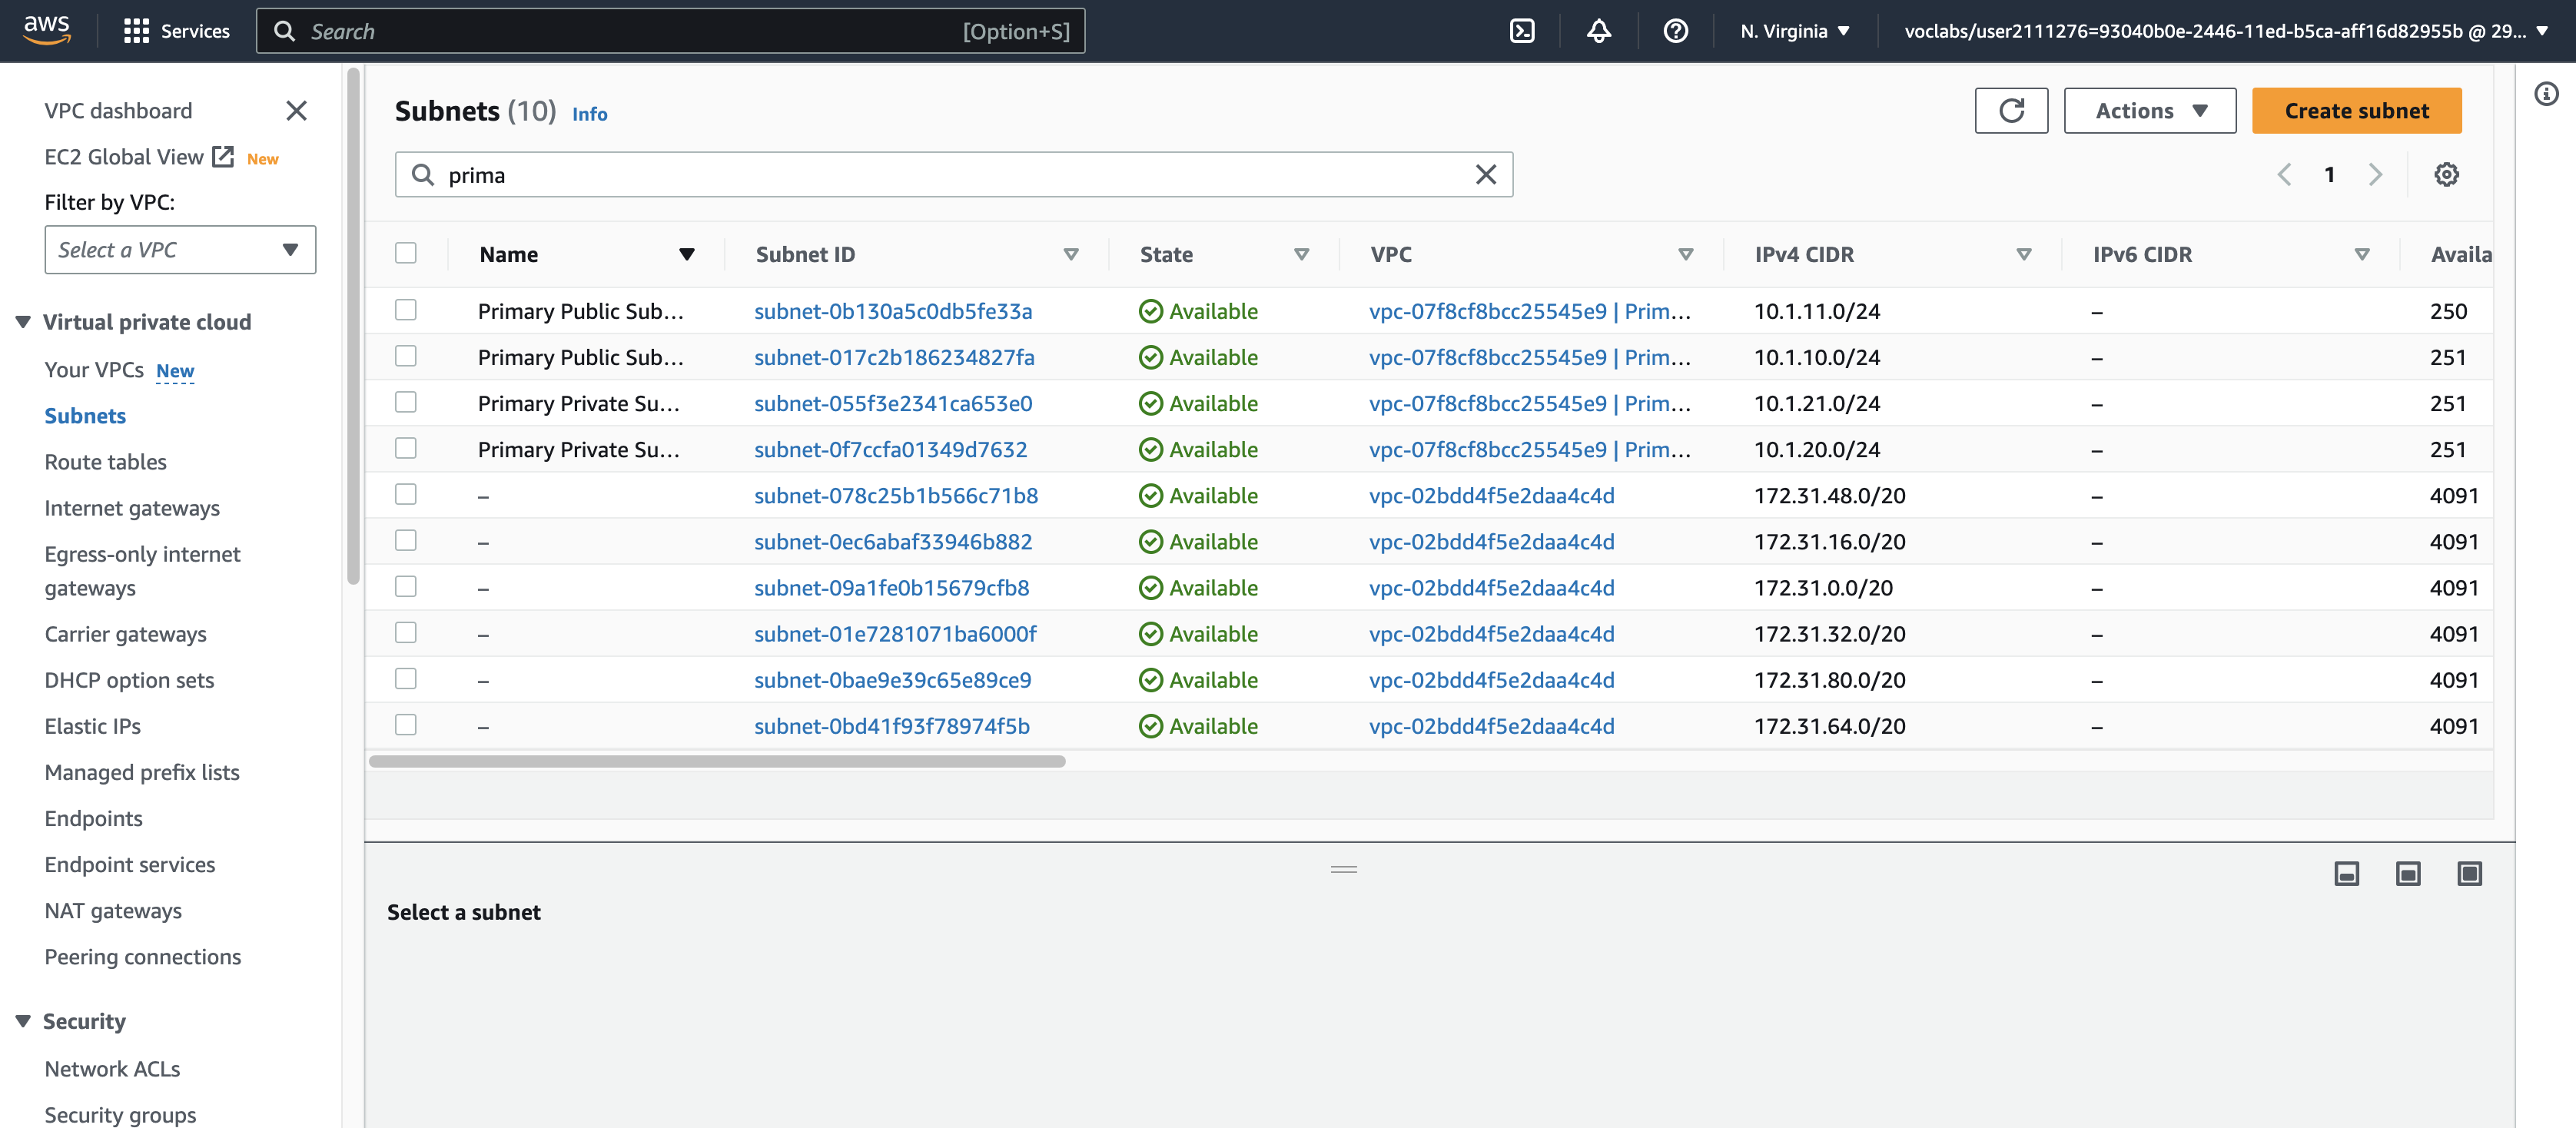 aws
Services
Search [Option+S]
N. Virginia
voclabs/user2111276=93040b0e-2446-11ed-b5ca-aff16d82955b @ 29...
VPC dashboard
EC2 Global View New
Filter by VPC:
Select a VPC
Virtual private cloud
Your VPCs New
Subnets
Route tables
Internet gateways
Egress-only internet
gateways
Carrier gateways
DHCP option sets
Elastic IPs
Managed prefix lists
Endpoints
Endpoint services
NAT gateways
Peering connections
Security
Network ACLs
Security groups
Subnets (10) Info
Actions
Create subnet
prima
1
Name Subnet ID State VPC IPv4 CIDR IPv6 CIDR Availa
Primary Public Sub... subnet-0b130a5c0db5fe33a Available vpc-07f8cf8bcc25545e9 | Prim... 10.1.11.0/24 – 250
Primary Public Sub... subnet-017c2b186234827fa Available vpc-07f8cf8bcc25545e9 | Prim... 10.1.10.0/24 – 251
Primary Private Su... subnet-055f3e2341ca653e0 Available vpc-07f8cf8bcc25545e9 | Prim... 10.1.21.0/24 – 251
Primary Private Su... subnet-0f7ccfa01349d7632 Available vpc-07f8cf8bcc25545e9 | Prim... 10.1.20.0/24 – 251
– subnet-078c25b1b566c71b8 Available vpc-02bdd4f5e2daa4c4d 172.31.48.0/20 – 4091
– subnet-0ec6abaf33946b882 Available vpc-02bdd4f5e2daa4c4d 172.31.16.0/20 – 4091
– subnet-09a1fe0b15679cfb8 Available vpc-02bdd4f5e2daa4c4d 172.31.0.0/20 – 4091
– subnet-01e7281071ba6000f Available vpc-02bdd4f5e2daa4c4d 172.31.32.0/20 – 4091
– subnet-0bae9e39c65e89ce9 Available vpc-02bdd4f5e2daa4c4d 172.31.80.0/20 – 4091
– subnet-0bd41f93f78974f5b Available vpc-02bdd4f5e2daa4c4d 172.31.64.0/20 – 4091
Select a subnet